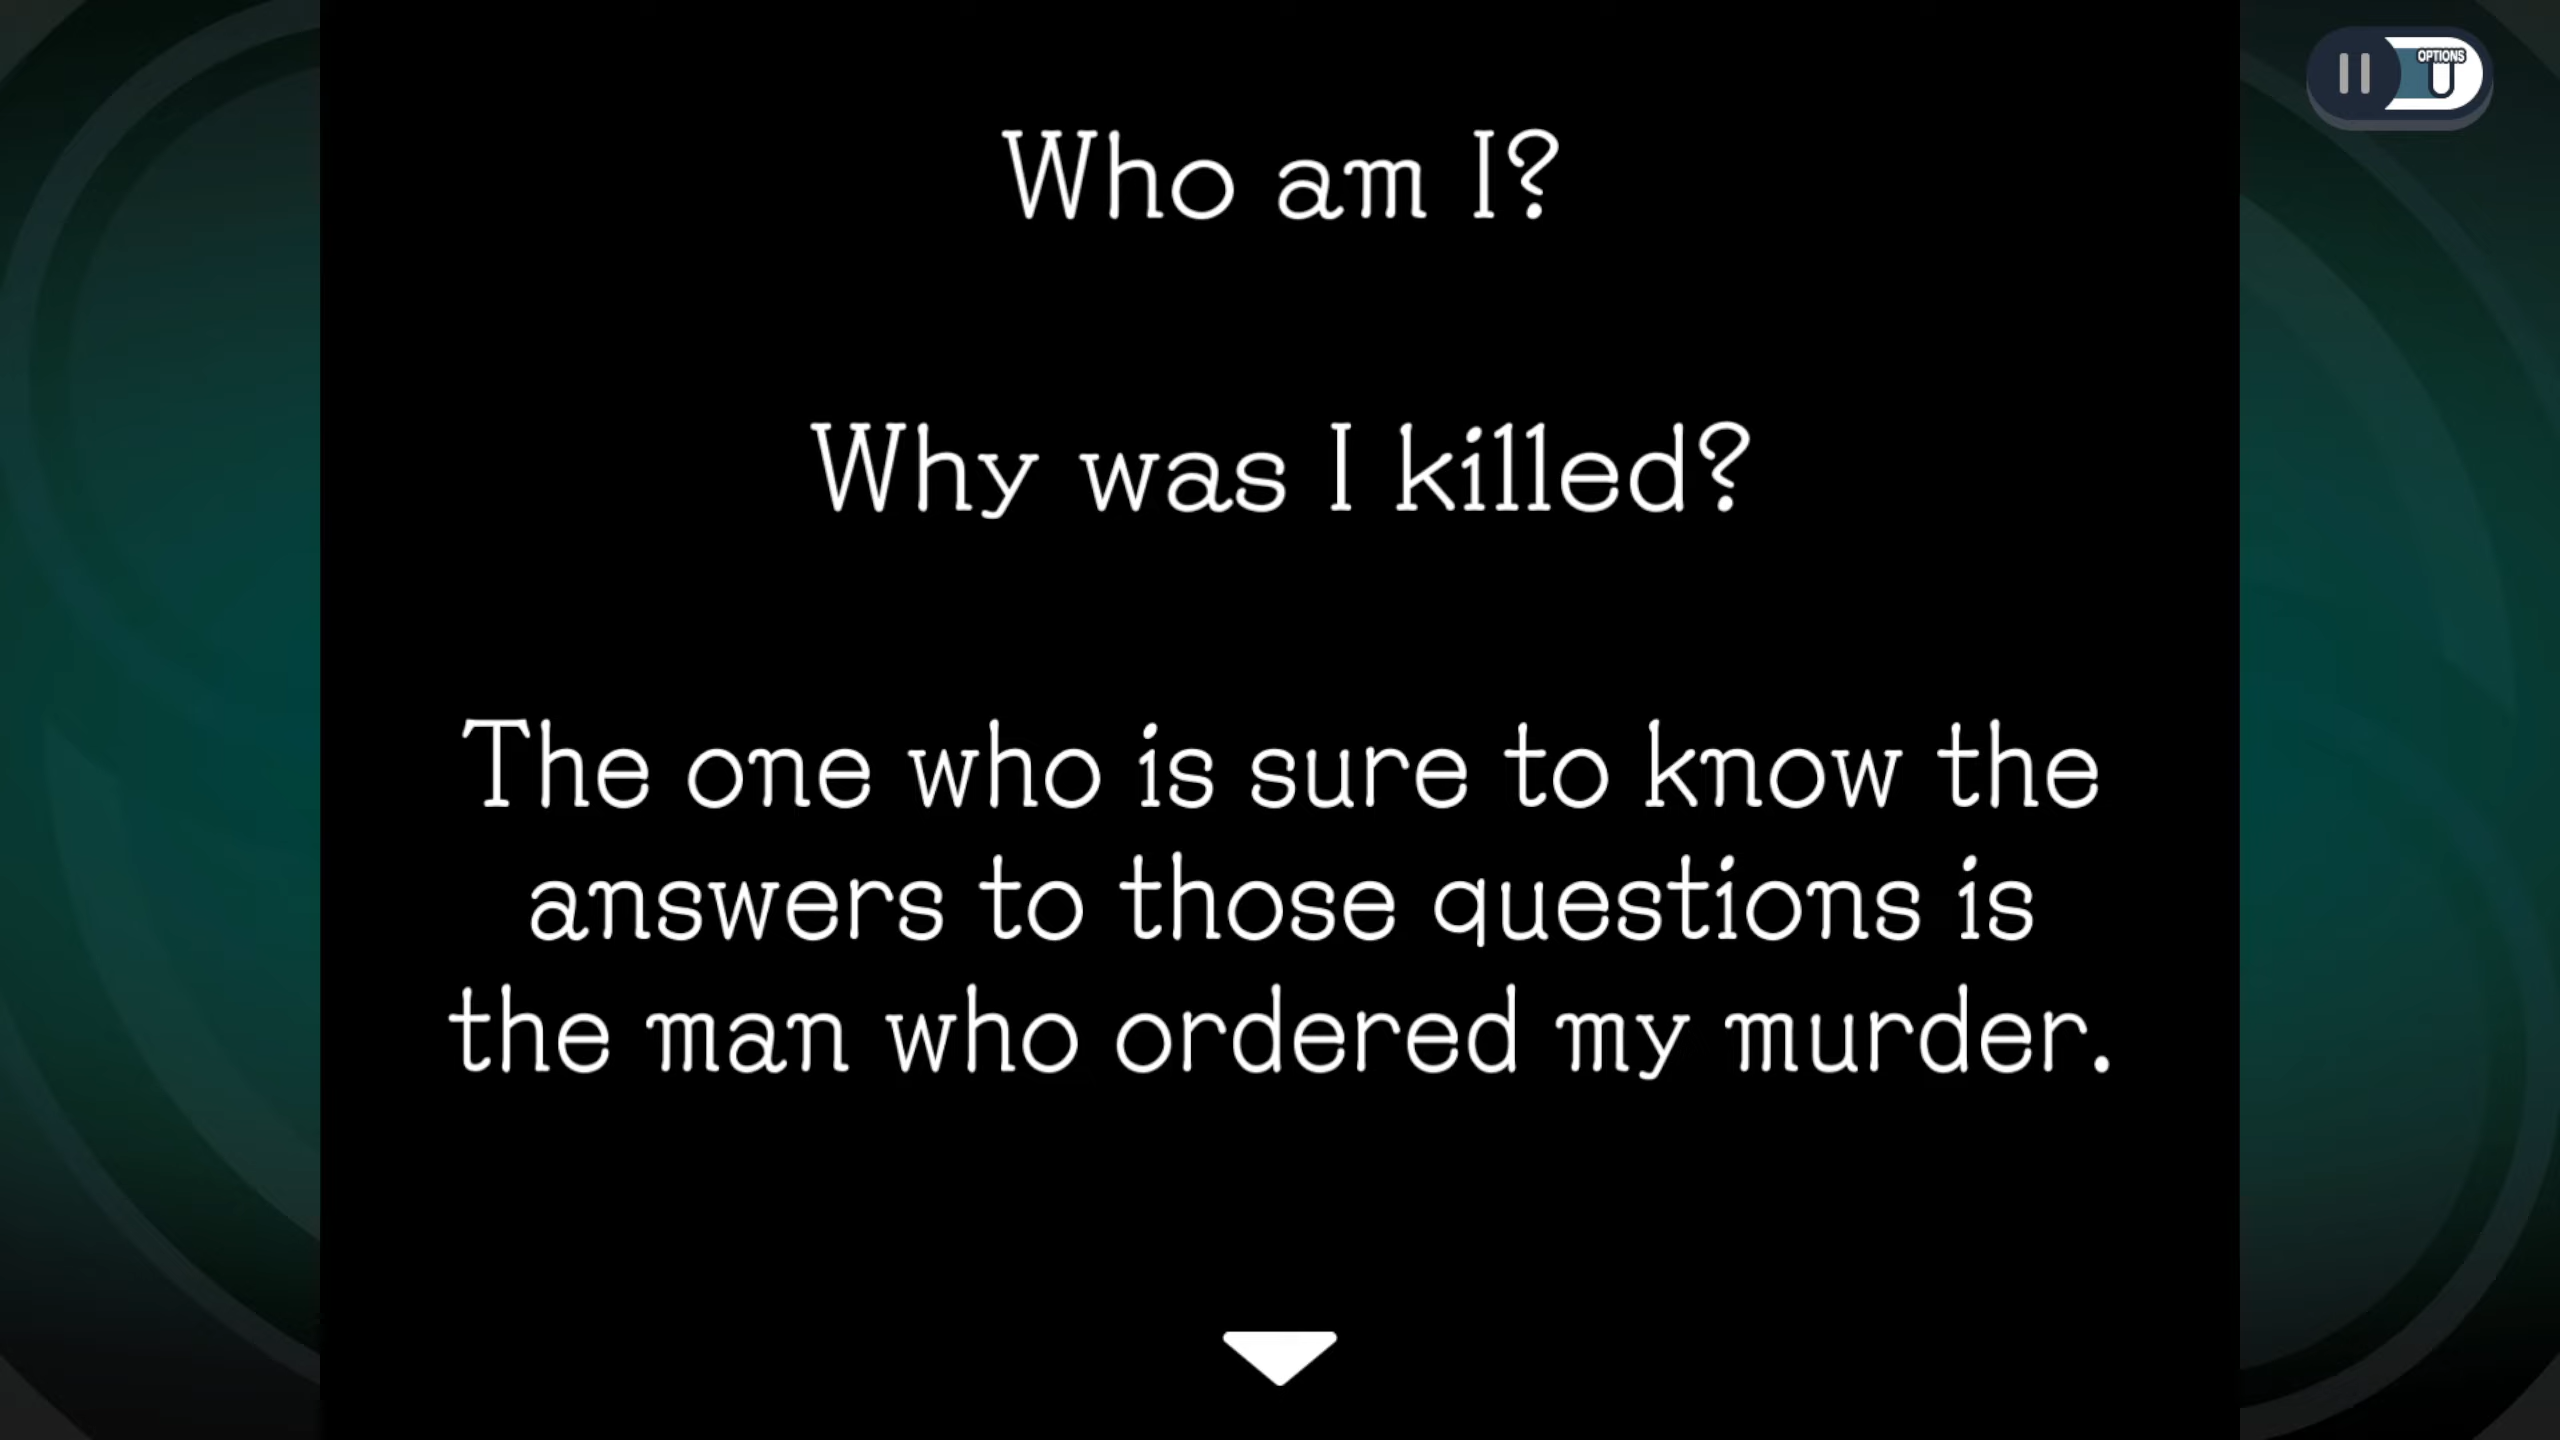 OPTIONS
Who am I?
Why was I killed?
The one who is sure to know the
answers to those questions is
the man who ordered my murder.